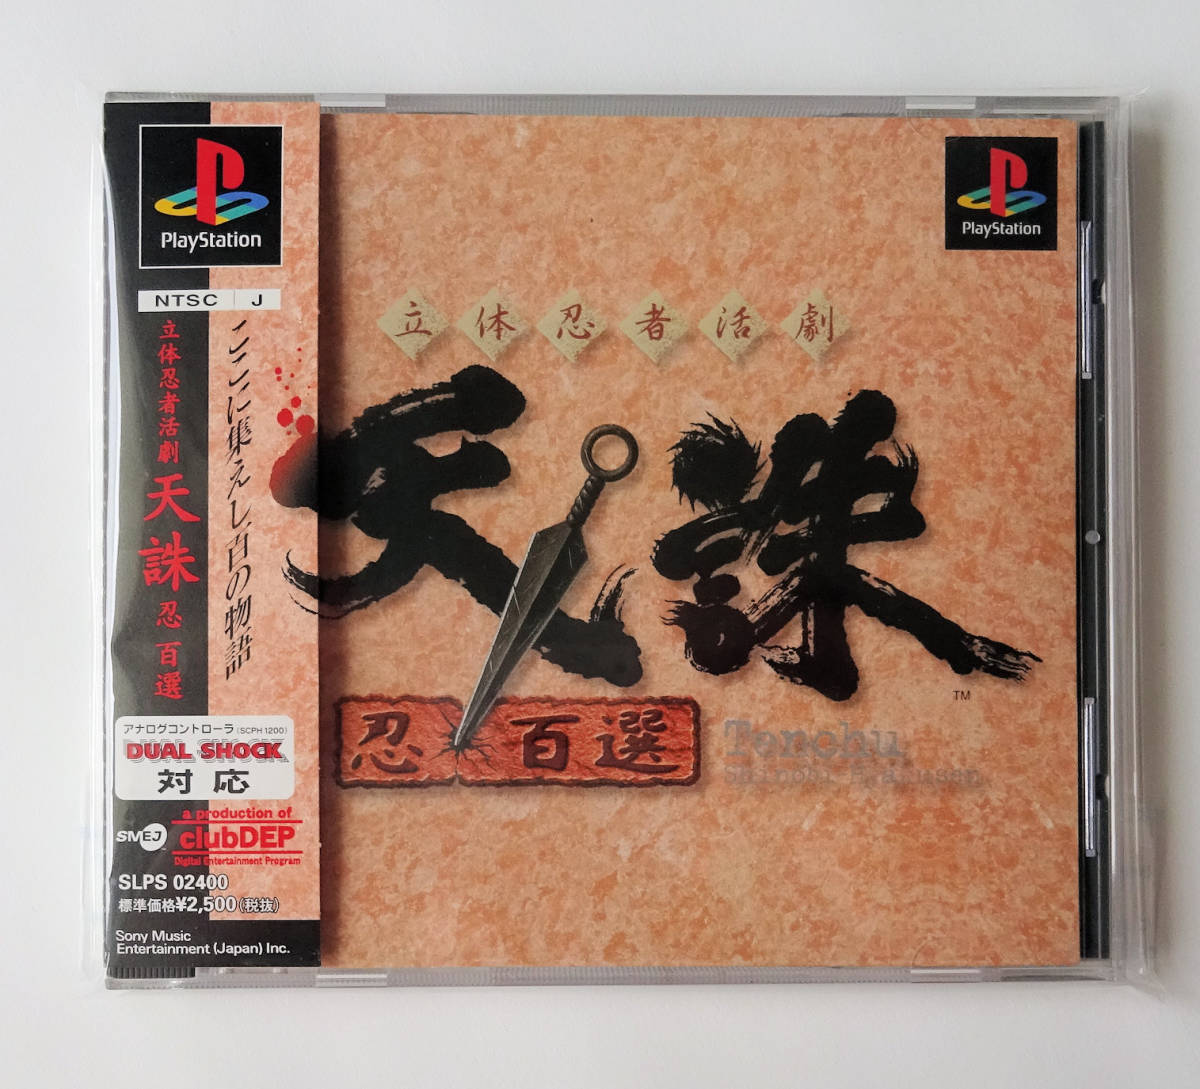 PlayStation
NTSC J
立体忍者活劇 天誅 忍百選
ここに集えし、百の物語
アナログコントローラ(SCPH 1200)
DUAL SHOCK
対応
SMEJ
a production of
clubDEP
Digital Entertainment Program
SLPS 02400
標準価格¥2,500(税抜)
Sony Music
Entertainment (Japan) Inc.
PlayStation
立体忍者活劇
天誅
TM
忍百選
Tenchu
Shinobi Hyakusen